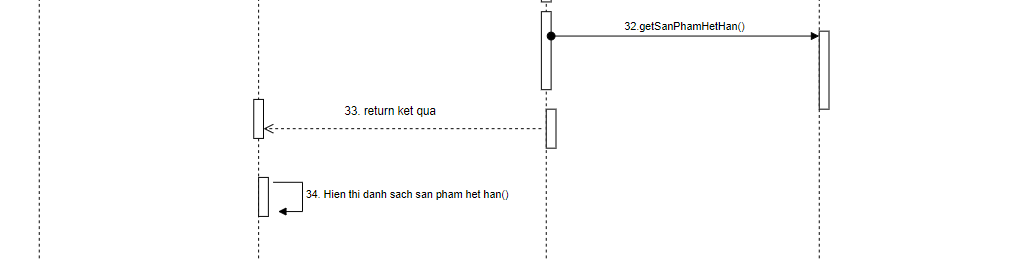 32.getSanPhamHetHan()
33. return ket qua
34. Hien thi danh sach san pham het han()